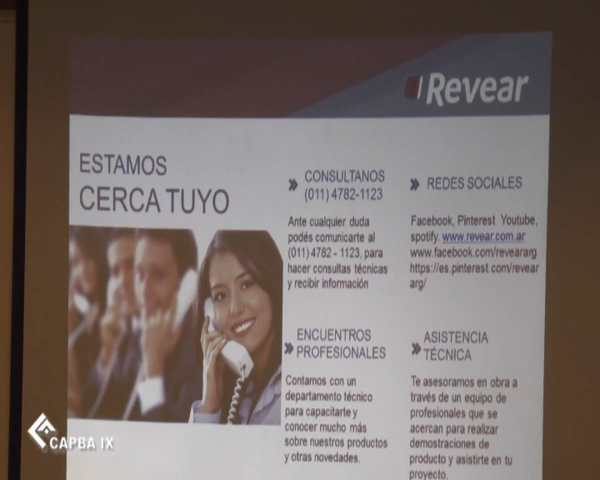 Revear
ESTAMOS
CERCA TUYO
CONSULTANOS
(011) 4782-1123
Ante cualquier duda
podés comunicarte al
(011) 4782 - 1123, para
hacer consultas técnicas
y recibir información
REDES SOCIALES
Facebook, Pinterest Youtube,
spotify. www.revear.com.ar
www.facebook.com/reveararg
https://es.pinterest.com/revear
arg/
ENCUENTROS
PROFESIONALES
Contamos con un
departamento técnico
para capacitarte y
conocer mucho más
sobre nuestros productos
y otras novedades.
ASISTENCIA
TÉCNICA
Te asesoramos en obra a
través de un equipo de
profesionales que se
acercan para realizar
demostraciones de
producto y asistirte en tu
proyecto.
CAPBA IX